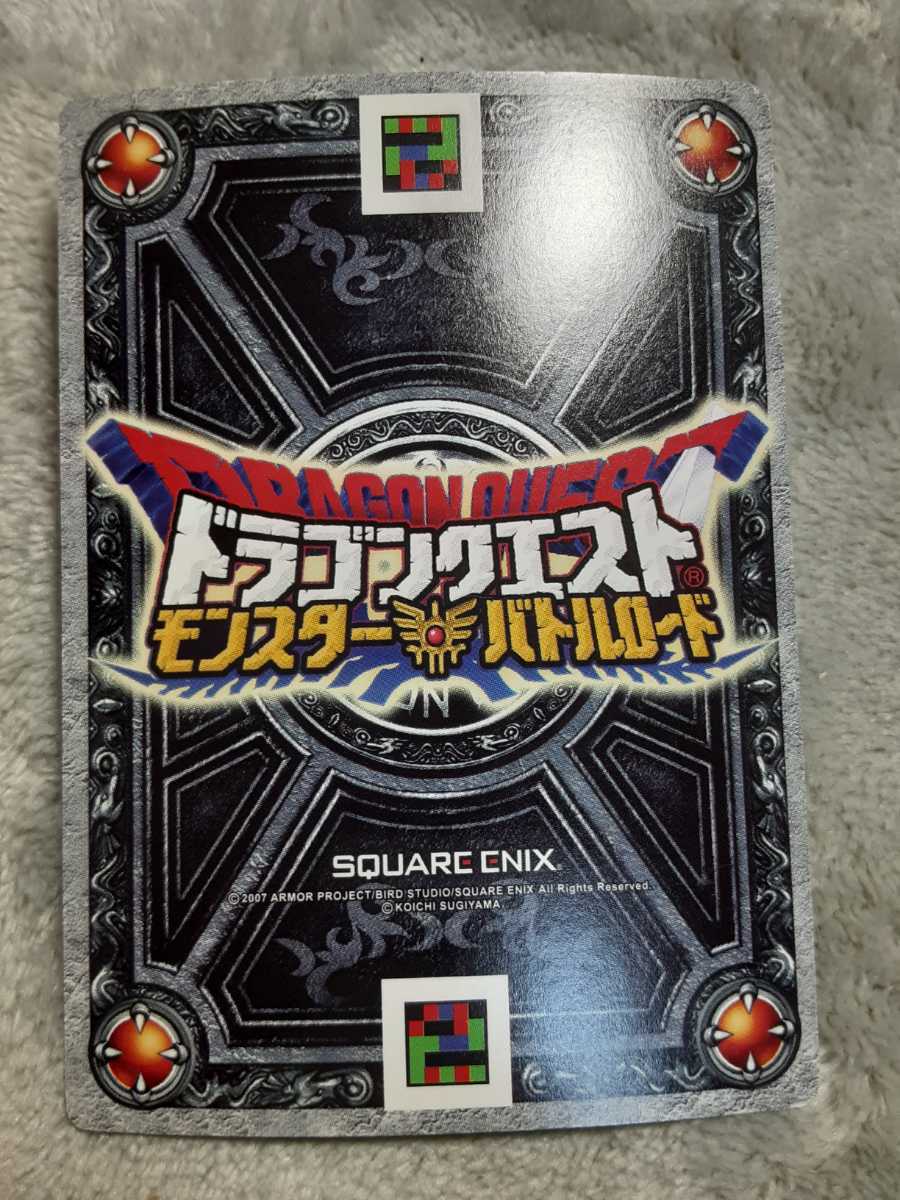 DRAGON QUEST
ドラゴンクエスト®
モンスター バトルロード
SQUARE ENIX
©2007 ARMOR PROJECT/BIRD STUDIO/SQUARE ENIX All Rights Reserved.
©KOICHI SUGIYAMA